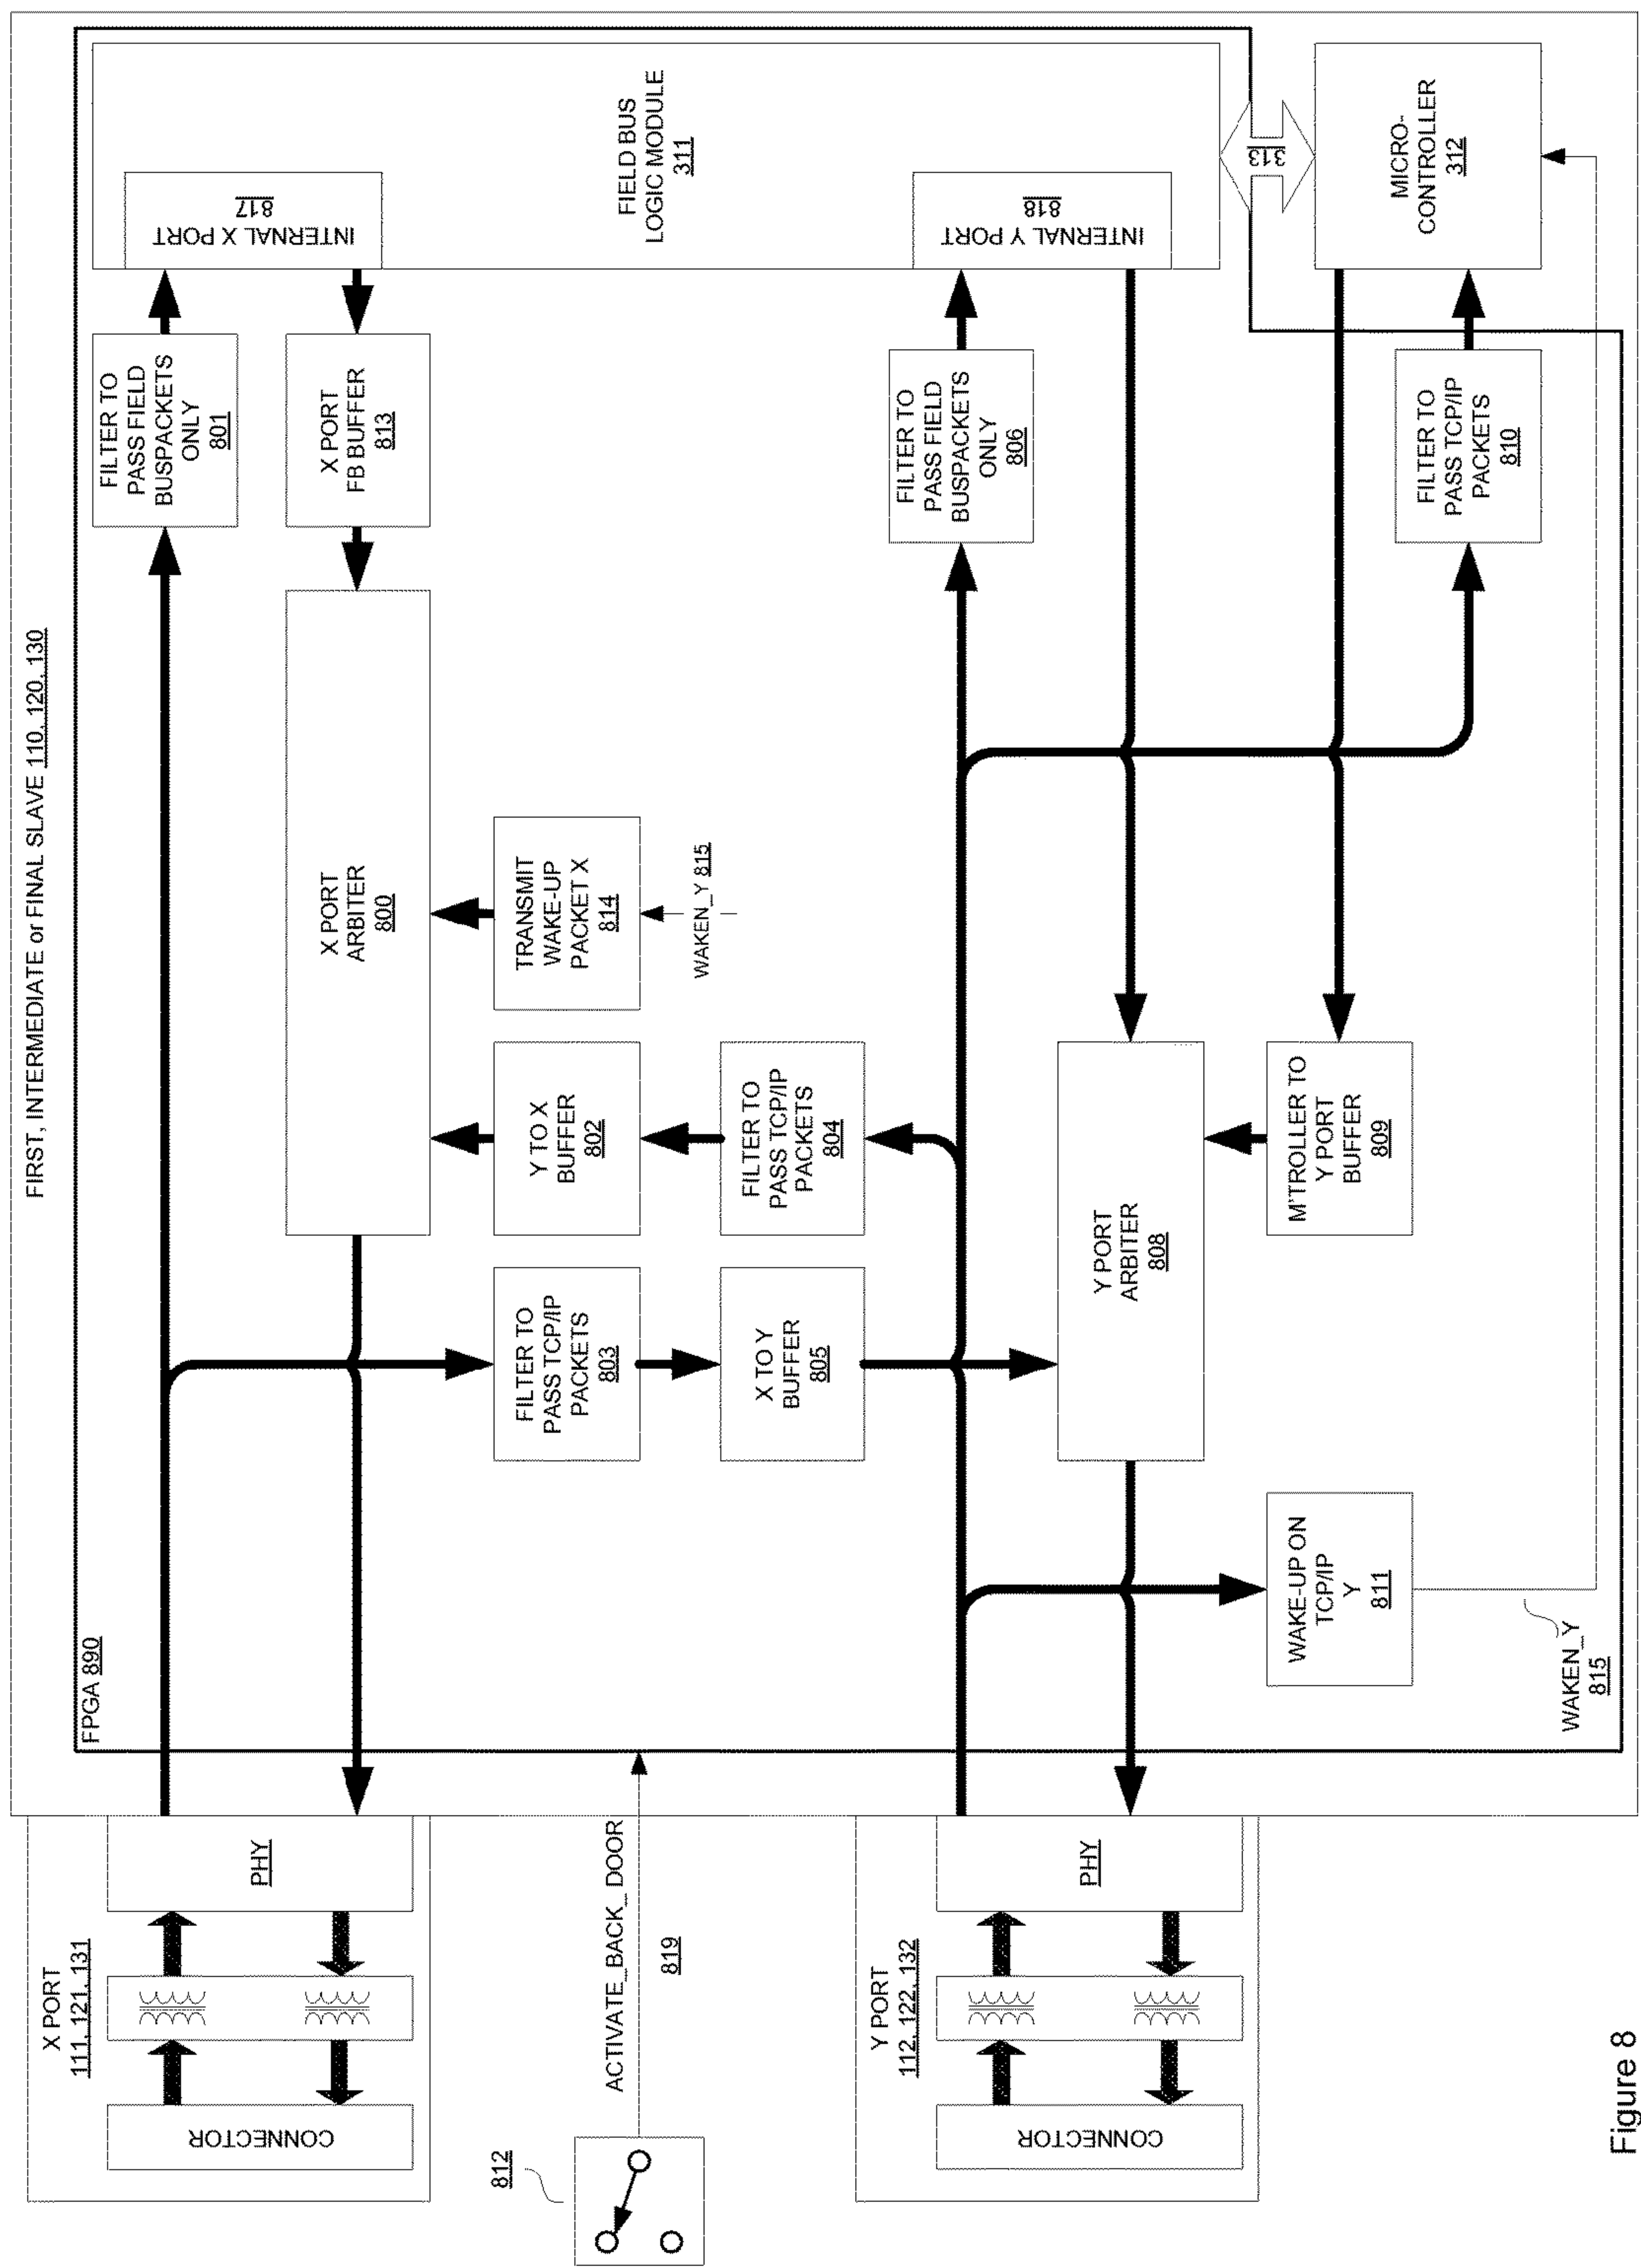 FIRST, INTERMEDIATE or FINAL SLAVE 110, 120, 130
FPGA 890
X PORT
111, 121, 131
CONNECTOR
PHY
FILTER TO
PASS FIELD
BUSPACKETS
ONLY
801
INTERNAL X PORT
817
X PORT
FB BUFFER
813
X PORT
ARBITER
800
FIELD BUS
LOGIC MODULE
311
FILTER TO
PASS TCP/IP
PACKETS
803
Y TO X
BUFFER
802
TRANSMIT
WAKE-UP
PACKET X
814
WAKEN_Y 815
812
ACTIVATE_BACK_DOOR
819
X TO Y
BUFFER
805
FILTER TO
PASS TCP/IP
PACKETS
804
Y PORT
112, 122, 132
CONNECTOR
PHY
FILTER TO
PASS FIELD
BUSPACKETS
ONLY
806
INTERNAL Y PORT
818
Y PORT
ARBITER
808
313
WAKE-UP ON
TCP/IP
Y
811
M'TROLLER TO
Y PORT
BUFFER
809
FILTER TO
PASS TCP/IP
PACKETS
810
MICRO-
CONTROLLER
312
WAKEN_Y
815
Figure 8